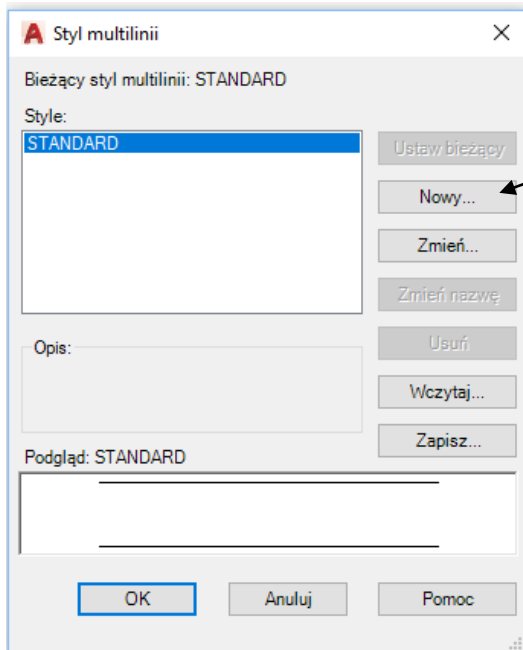 Styl multilinii
Bieżący styl multilinii: STANDARD
Style:
STANDARD
Ustaw bieżący
Nowy...
Zmień...
Zmień nazwę
Usuń
Wczytaj...
Zapisz...
Opis:
Podgląd: STANDARD
OK
Anuluj
Pomoc